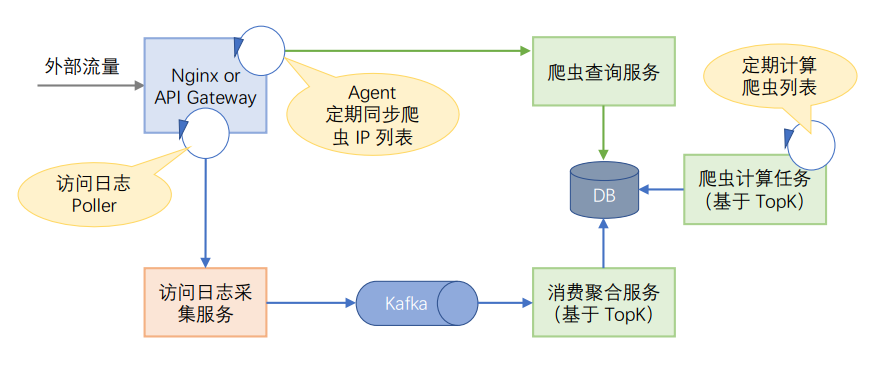 外部流量
Nginx or
API Gateway
Agent
定期同步爬
虫 IP 列表
爬虫查询服务
定期计算
爬虫列表
访问日志
Poller
DB
爬虫计算任务
（基于 TopK）
访问日志采
集服务
Kafka
消费聚合服务
（基于 TopK）